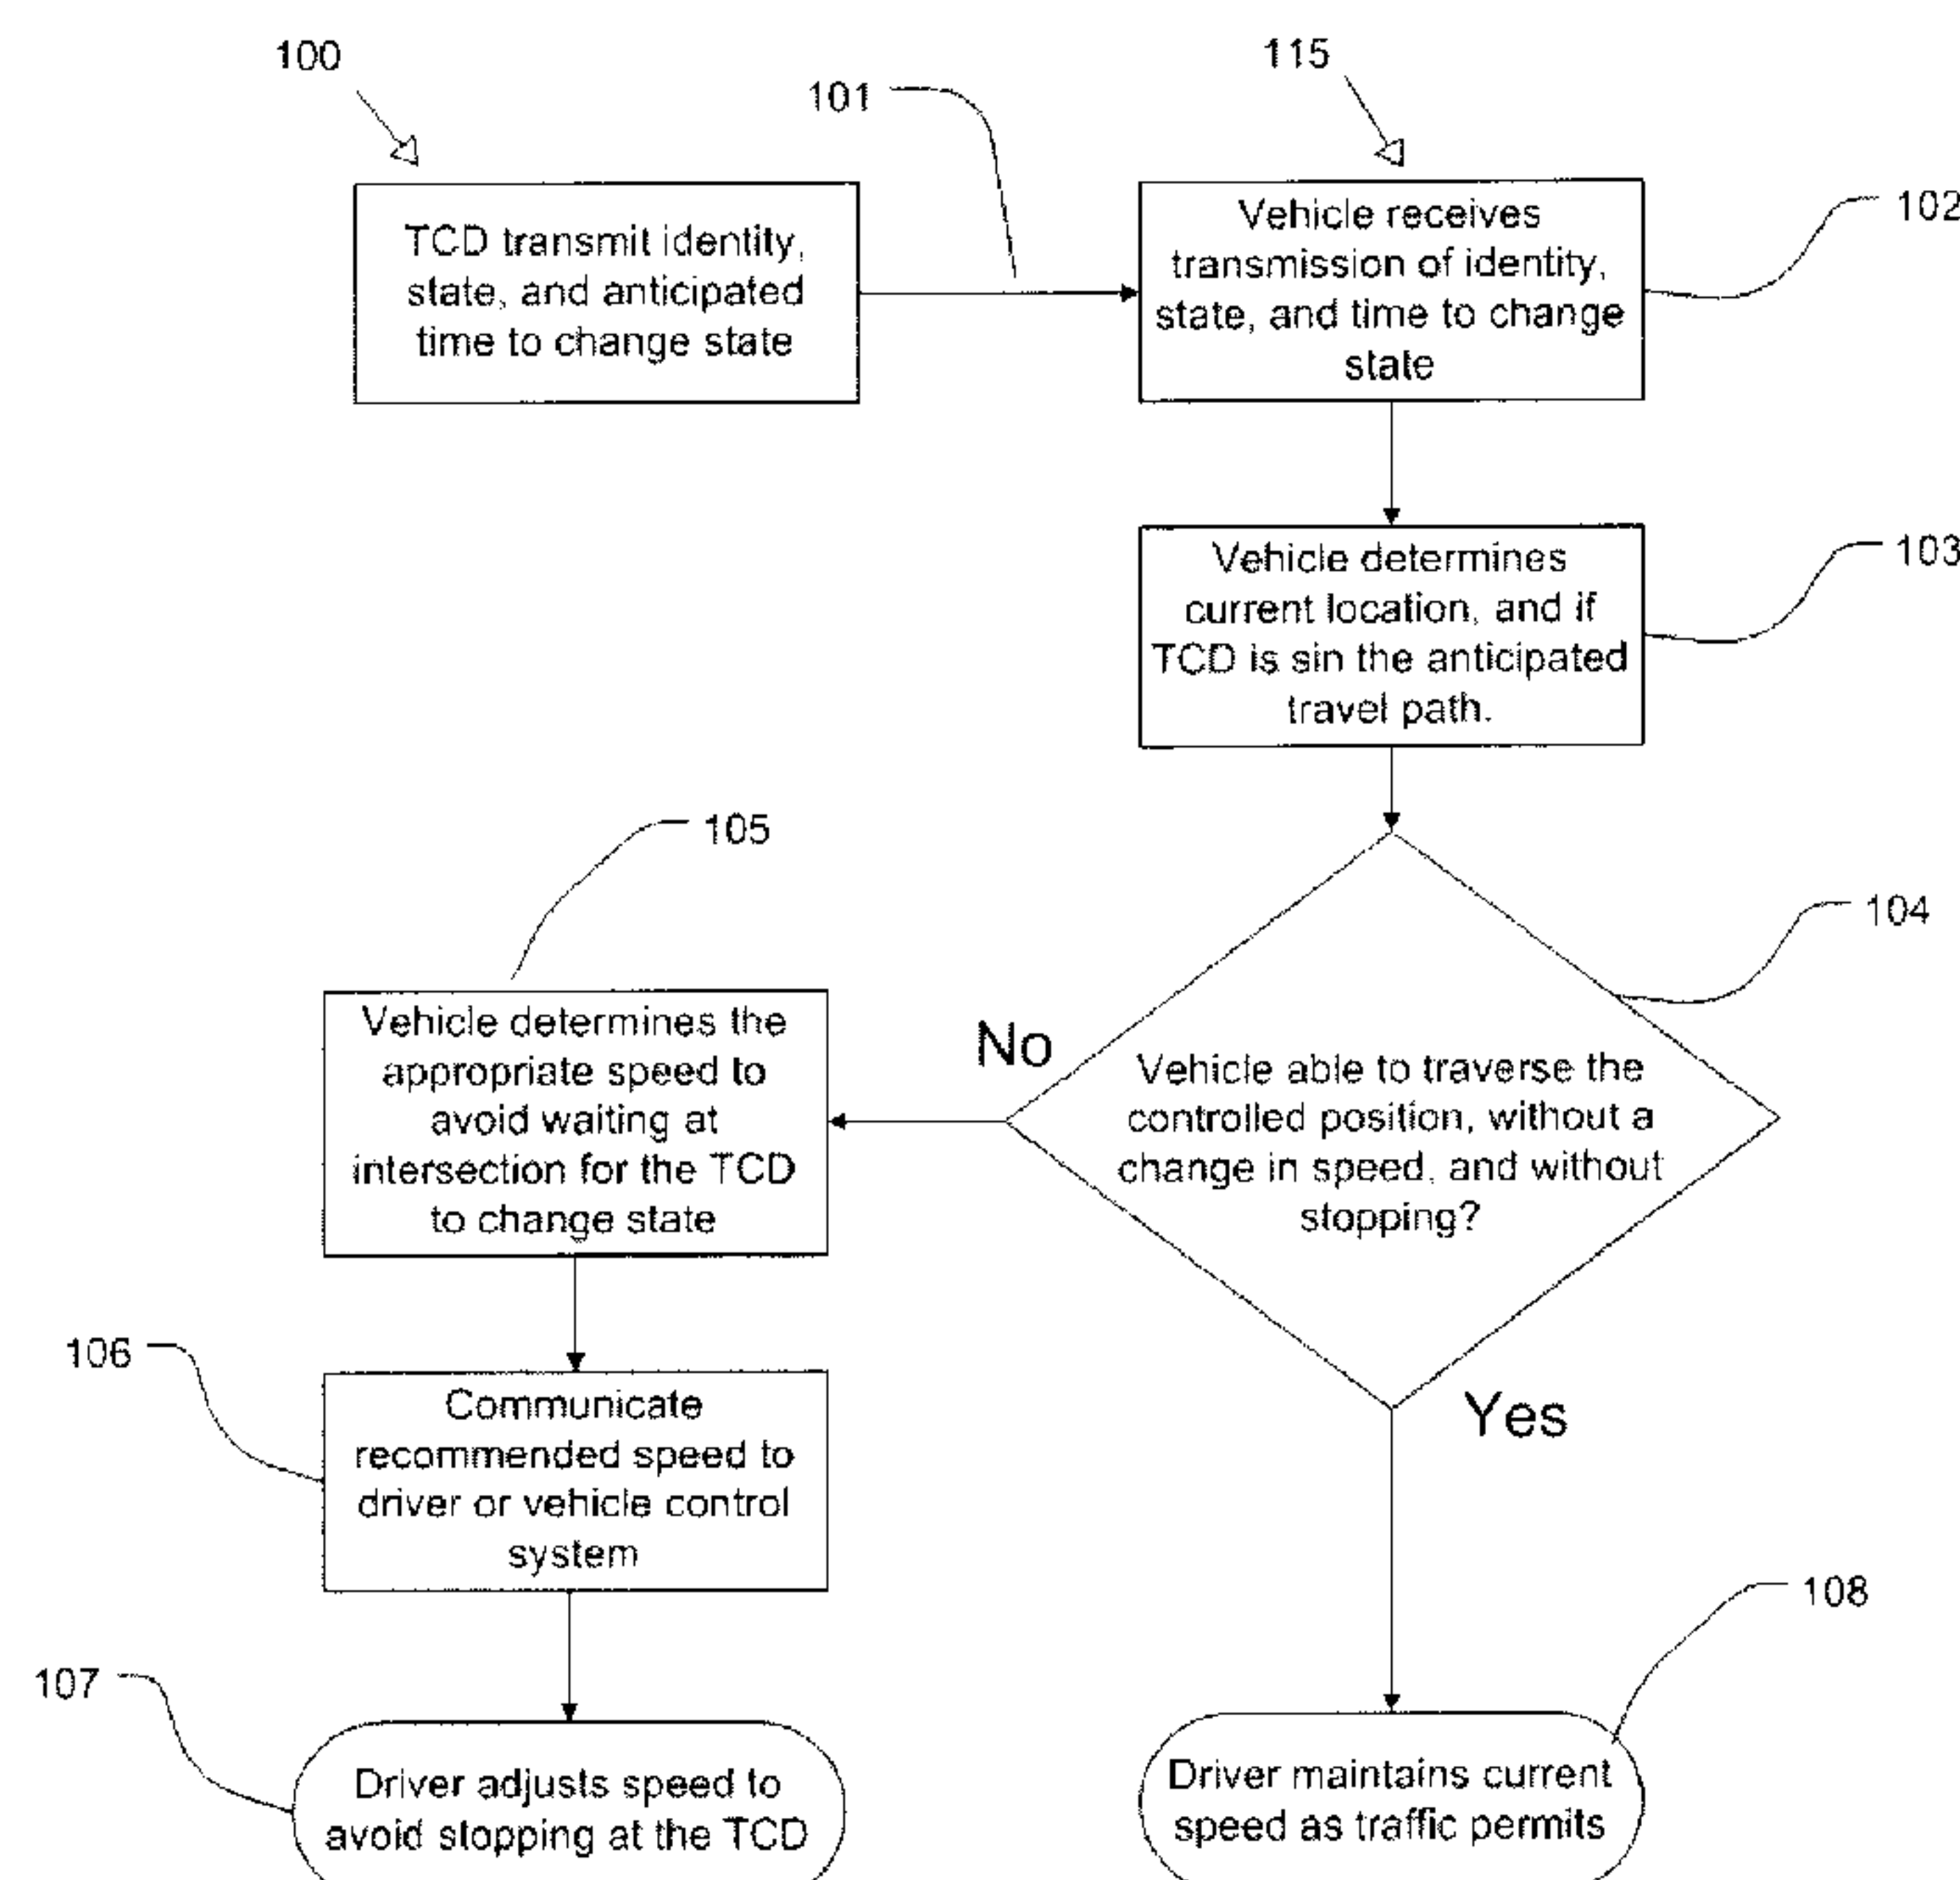 100
101
115
TCD transmit identity,
state, and anticipated
time to change state
Vehicle receives
transmission of identity,
state, and time to change
state
102
Vehicle determines
current location, and if
TCD is sin the anticipated
travel path.
103
104
Vehicle able to traverse the
controlled position, without a
change in speed, and without
stopping?
No
Yes
105
Vehicle determines the
appropriate speed to
avoid waiting at
intersection for the TCD
to change state
106
Communicate
recommended speed to
driver or vehicle control
system
107
Driver adjusts speed to
avoid stopping at the TCD
108
Driver maintains current
speed as traffic permits